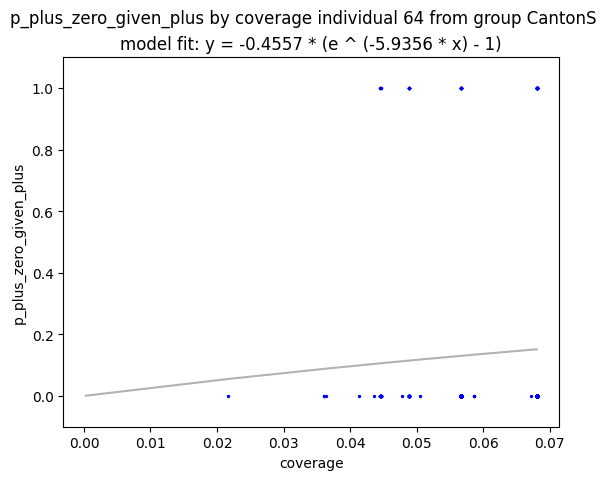 p_plus_zero_given_plus by coverage individual 64 from group CantonS
model fit: y = -0.4557 * (e ^ (-5.9356 * x) - 1)
1.0
0.8
0.6
0.4
0.2
0.0
p_plus_zero_given_plus
0.00 0.01 0.02 0.03 0.04 0.05 0.06 0.07
coverage